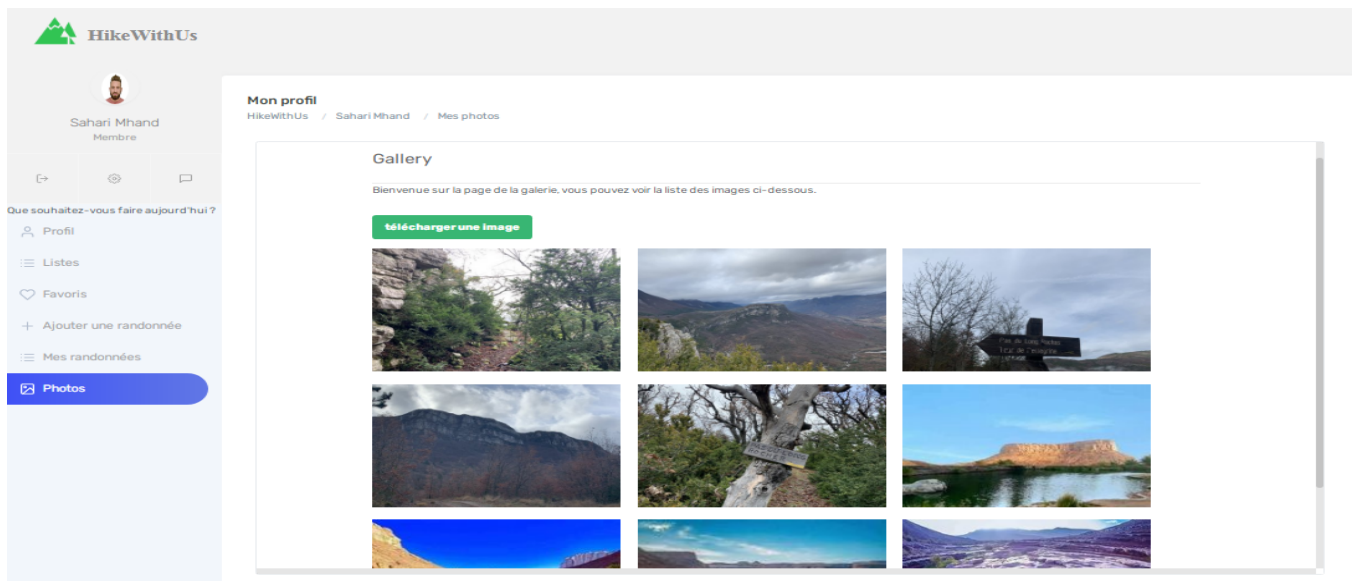 HikeWithUs
Sahari Mhand
Membre
Que souhaitez-vous faire aujourd'hui ?
Profil
Listes
Favoris
Ajouter une randonnée
Mes randonnées
Photos
Mon profil
HikeWithUs / Sahari Mhand / Mes photos
Gallery
Bienvenue sur la page de la galerie, vous pouvez voir la liste des images ci-dessous.
télécharger une Image
ROCHER